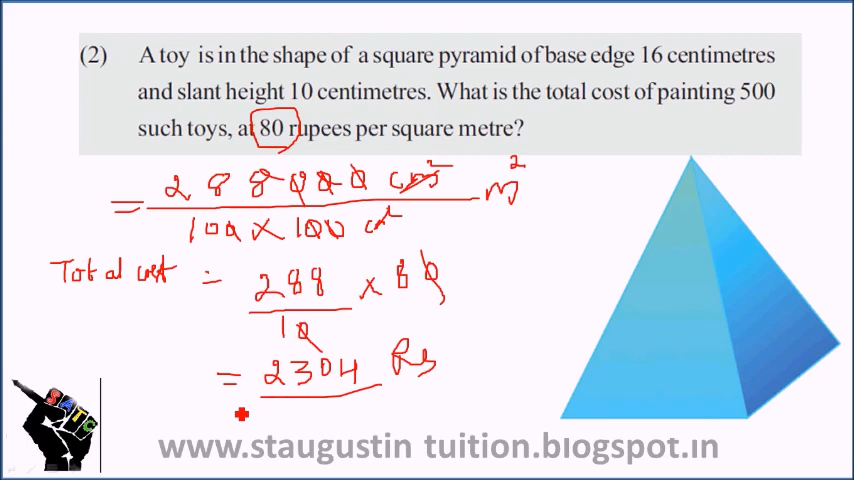 (2) A toy is in the shape of a square pyramid of base edge 16 centimetres
and slant height 10 centimetres. What is the total cost of painting 500
such toys, at 80 rupees per square metre?
= 288000 cm² m²
100 × 100 cm²
Total cost = 288 × 80
10
= 2304 Rs
SATC
www.staugustin tuition.blogspot.in